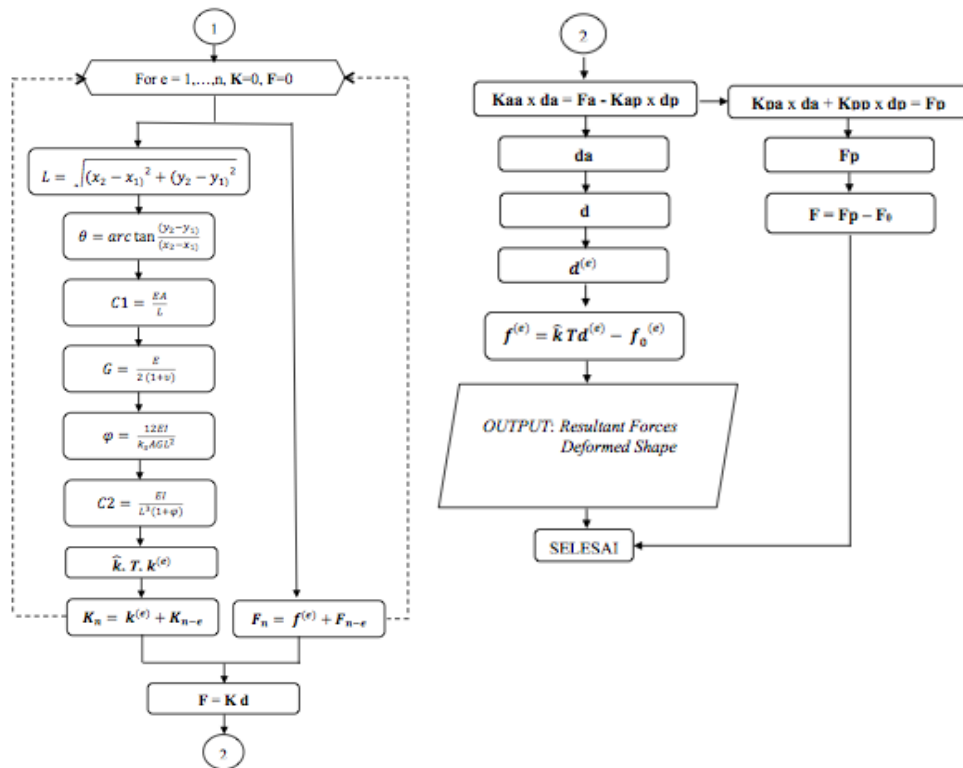 1
For e = 1,...,n, K=0, F=0
L = √(x₂ − x₁)² + (y₂ − y₁)²
θ = arc tan (y₂−y₁)/(x₂−x₁)
C1 = EA/L
G = E/2 (1+υ)
φ = 12EI/kₛAGL²
C2 = EI/L³(1+φ)
k̂. T. k⁽ᵉ⁾
Kₙ = k⁽ᵉ⁾ + Kₙ₋ₑ
Fₙ = f⁽ᵉ⁾ + Fₙ₋ₑ
F = K d
2
2
Kaa x da = Fa - Kap x dp
Kpa x da + Kpp x dp = Fp
da
Fp
d
F = Fp – F₀
d⁽ᵉ⁾
f⁽ᵉ⁾ = k̂ Td⁽ᵉ⁾ − f₀⁽ᵉ⁾
OUTPUT: Resultant Forces
Deformed Shape
SELESAI